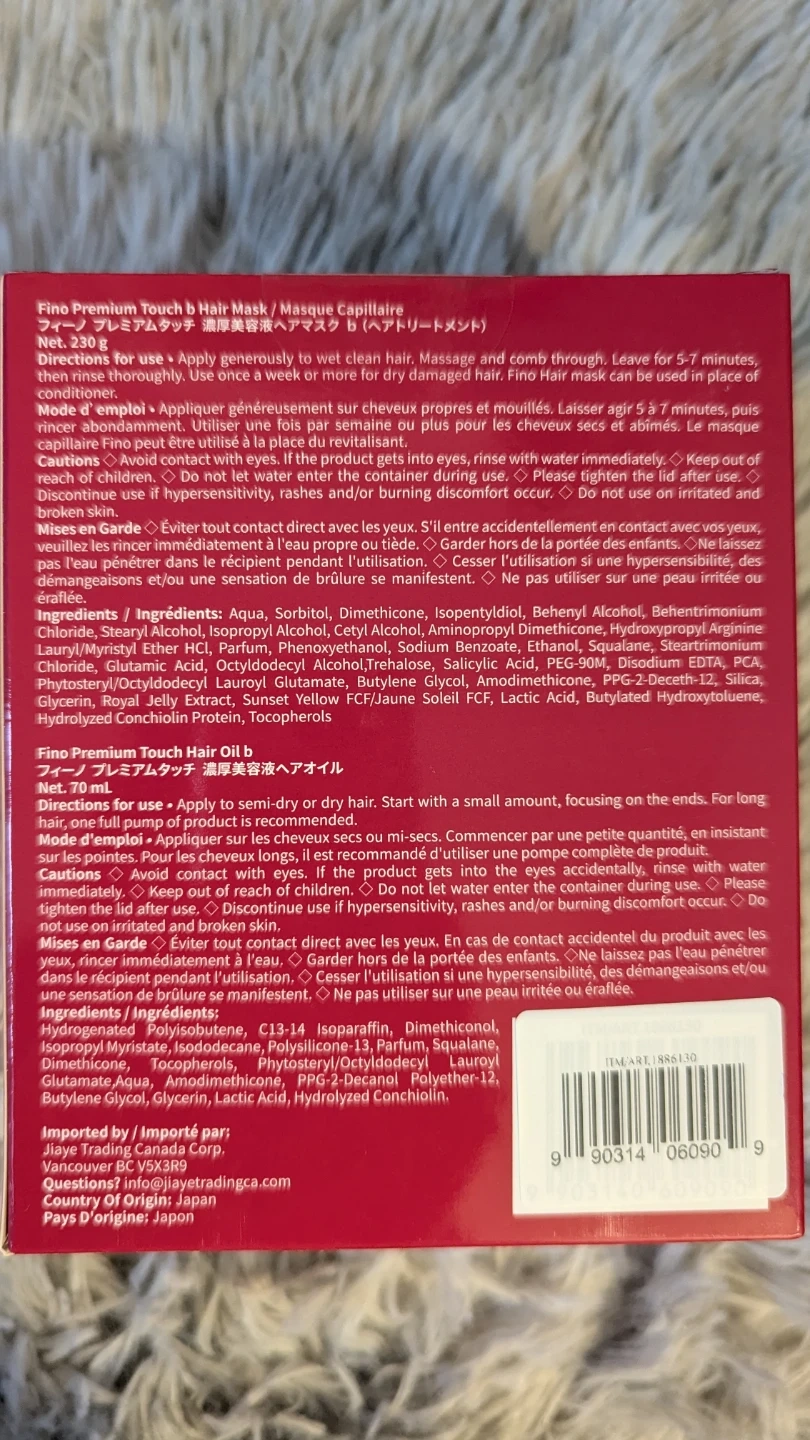 Fino Premium Touch b Hair Mask / Masque Capillaire
フィーノ プレミアムタッチ 濃厚美容液ヘアマスク b (ヘアトリートメント)
Net. 230 g
Directions for use • Apply generously to wet clean hair. Massage and comb through. Leave for 5-7 minutes,
then rinse thoroughly. Use once a week or more for dry damaged hair. Fino Hair mask can be used in place of
conditioner.
Mode d' emploi • Appliquer généreusement sur cheveux propres et mouillés. Laisser agir 5 à 7 minutes, puis
rincer abondamment. Utiliser une fois par semaine ou plus pour les cheveux secs et abîmés. Le masque
capillaire Fino peut être utilisé à la place du revitalisant.
Cautions ◇ Avoid contact with eyes. If the product gets into eyes, rinse with water immediately. ◇ Keep out of
reach of children. ◇ Do not let water enter the container during use. ◇ Please tighten the lid after use. ◇
Discontinue use if hypersensitivity, rashes and/or burning discomfort occur. ◇ Do not use on irritated and
broken skin.
Mises en Garde ◇ Éviter tout contact direct avec les yeux. S'il entre accidentellement en contact avec vos yeux,
veuillez les rincer immédiatement à l'eau propre ou tiède. ◇ Garder hors de la portée des enfants. ◇Ne laissez
pas l'eau pénétrer dans le récipient pendant l'utilisation. ◇ Cesser l'utilisation si une hypersensibilité, des
démangeaisons et/ou une sensation de brûlure se manifestent. ◇ Ne pas utiliser sur une peau irritée ou
éraflée.
Ingredients / Ingrédients: Aqua, Sorbitol, Dimethicone, Isopentyldiol, Behenyl Alcohol, Behentrimonium
Chloride, Stearyl Alcohol, Isopropyl Alcohol, Cetyl Alcohol, Aminopropyl Dimethicone, Hydroxypropyl Arginine
Lauryl/Myristyl Ether HCl, Parfum, Phenoxyethanol, Sodium Benzoate, Ethanol, Squalane, Steartrimonium
Chloride, Glutamic Acid, Octyldodecyl Alcohol,Trehalose, Salicylic Acid, PEG-90M, Disodium EDTA, PCA,
Phytosteryl/Octyldodecyl Lauroyl Glutamate, Butylene Glycol, Amodimethicone, PPG-2-Deceth-12, Silica,
Glycerin, Royal Jelly Extract, Sunset Yellow FCF/Jaune Soleil FCF, Lactic Acid, Butylated Hydroxytoluene,
Hydrolyzed Conchiolin Protein, Tocopherols
Fino Premium Touch Hair Oil b
フィーノ プレミアムタッチ 濃厚美容液ヘアオイル
Net. 70 mL
Directions for use • Apply to semi-dry or dry hair. Start with a small amount, focusing on the ends. For long
hair, one full pump of product is recommended.
Mode d'emploi • Appliquer sur les cheveux secs ou mi-secs. Commencer par une petite quantité, en insistant
sur les pointes. Pour les cheveux longs, il est recommandé d'utiliser une pompe complète de produit.
Cautions ◇ Avoid contact with eyes. If the product gets into the eyes accidentally, rinse with water
immediately. ◇ Keep out of reach of children. ◇ Do not let water enter the container during use. ◇ Please
tighten the lid after use. ◇ Discontinue use if hypersensitivity, rashes and/or burning discomfort occur. ◇ Do
not use on irritated and broken skin.
Mises en Garde ◇ Éviter tout contact direct avec les yeux. En cas de contact accidentel du produit avec les
yeux, rincer immédiatement à l'eau. ◇ Garder hors de la portée des enfants. ◇Ne laissez pas l'eau pénétrer
dans le récipient pendant l'utilisation. ◇ Cesser l'utilisation si une hypersensibilité, des démangeaisons et/ou
une sensation de brûlure se manifestent. ◇ Ne pas utiliser sur une peau irritée ou éraflée.
Ingredients / Ingrédients:
Hydrogenated Polyisobutene, C13-14 Isoparaffin, Dimethiconol,
Isopropyl Myristate, Isododecane, Polysilicone-13, Parfum, Squalane,
Dimethicone, Tocopherols, Phytosteryl/Octyldodecyl Lauroyl
Glutamate,Aqua, Amodimethicone, PPG-2-Decanol Polyether-12,
Butylene Glycol, Glycerin, Lactic Acid, Hydrolyzed Conchiolin.
ITM/ART.1886130
9 90314 06090 9
Imported by / Importé par:
Jiaye Trading Canada Corp.
Vancouver BC V5X3R9
Questions? info@jiayetradingca.com
Country Of Origin: Japan
Pays D'origine: Japon